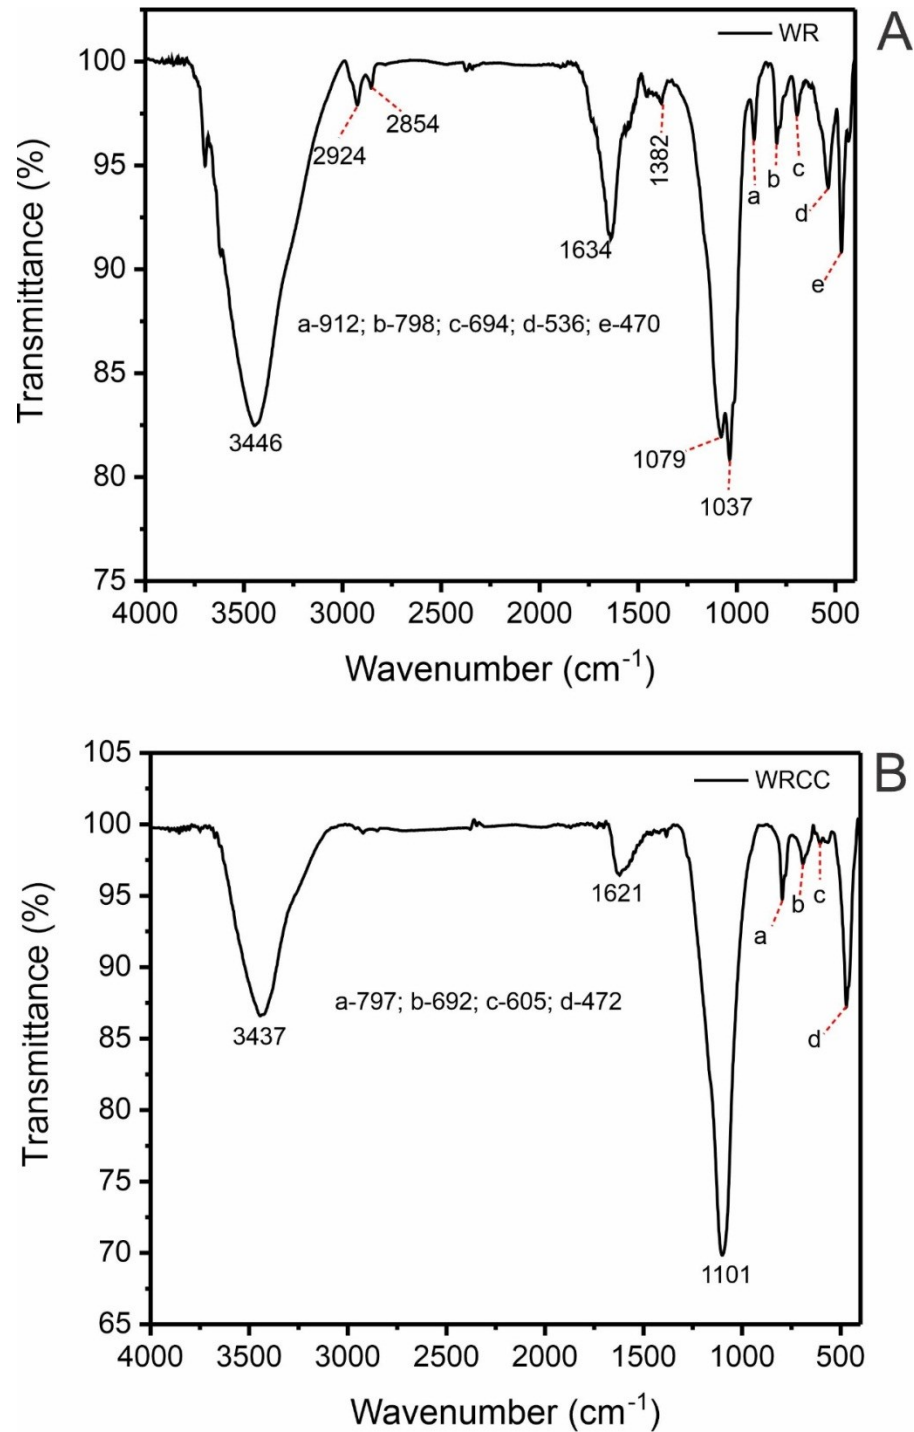 A
WR
100
95
90
85
80
75
Transmittance (%)
2924
2854
1634
1382
a
b
c
d
e
a-912; b-798; c-694; d-536; e-470
3446
1079
1037
4000 3500 3000 2500 2000 1500 1000 500
Wavenumber (cm⁻¹)
B
WRCC
105
100
95
90
85
80
75
70
65
Transmittance (%)
1621
a
b
c
a-797; b-692; c-605; d-472
3437
d
1101
4000 3500 3000 2500 2000 1500 1000 500
Wavenumber (cm⁻¹)